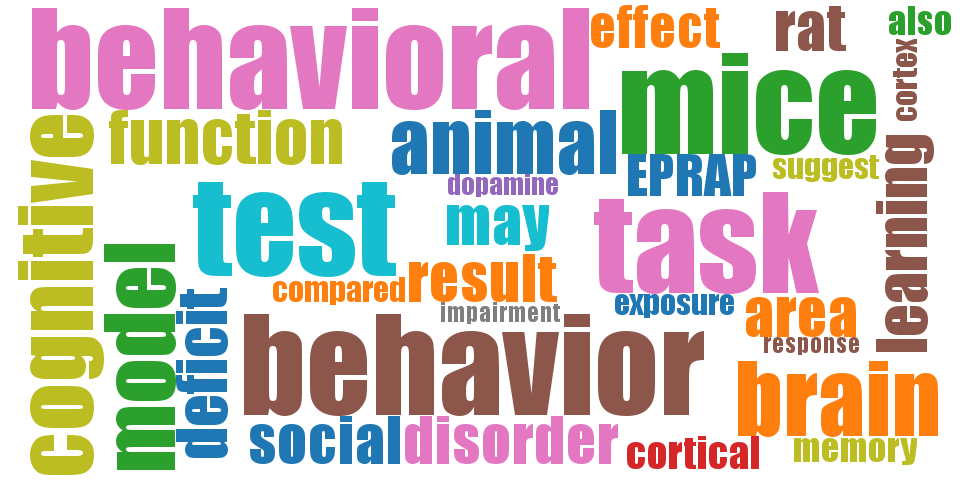 behavioral
effect
rat
also
cortex
mice
function
animal
cognitive
EPRAP
suggest
dopamine
learning
test
may
task
result
compared
exposure
area
impairment
response
model
deficit
behavior
brain
social
disorder
cortical
memory